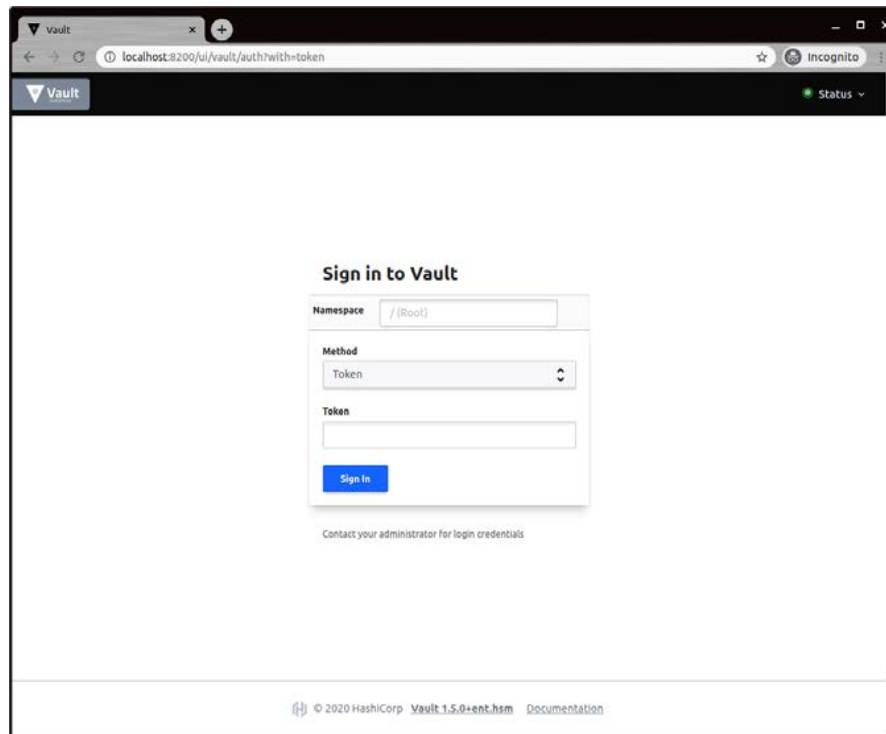 Vault
localhost:8200/ui/vault/auth?with=token
Incognito
Vault
Status
Sign in to Vault
Namespace
/ (Root)
Method
Token
Token
Sign In
Contact your administrator for login credentials
© 2020 HashiCorp Vault 1.5.0+ent.hsm Documentation